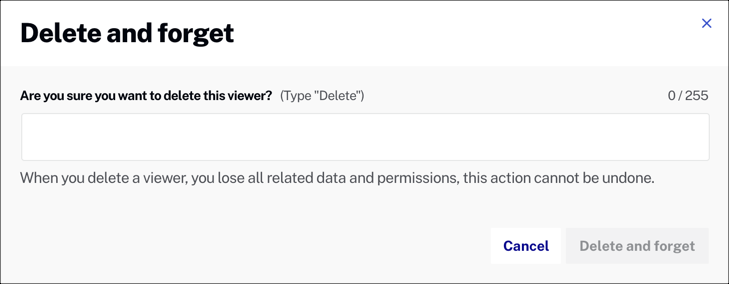 Delete and forget
Are you sure you want to delete this viewer? (Type "Delete") 0 / 255
When you delete a viewer, you lose all related data and permissions, this action cannot be undone.
Cancel Delete and forget